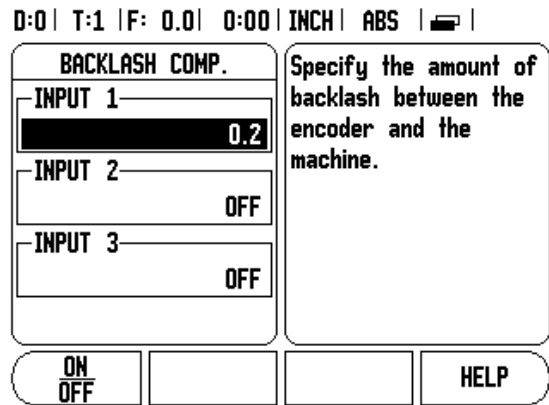 D:0 | T:1 | F: 0.0 | 0:00 | INCH | ABS |
BACKLASH COMP.
INPUT 1
0.2
INPUT 2
OFF
INPUT 3
OFF
Specify the amount of
backlash between the
encoder and the
machine.
ON
OFF
HELP